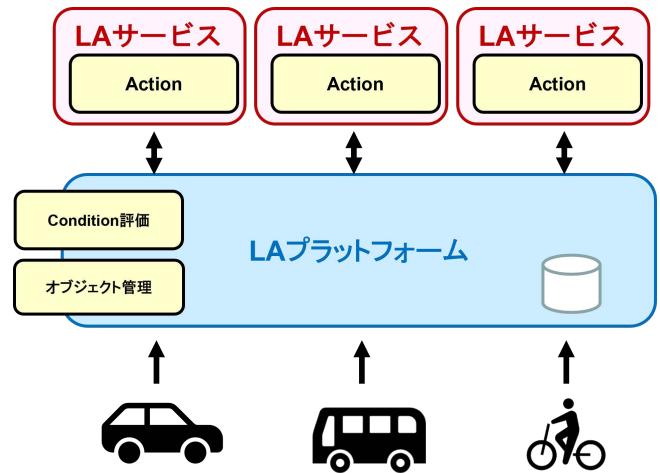 LAサービス
Action
LAサービス
Action
LAサービス
Action
Condition評価
オブジェクト管理
LAプラットフォーム